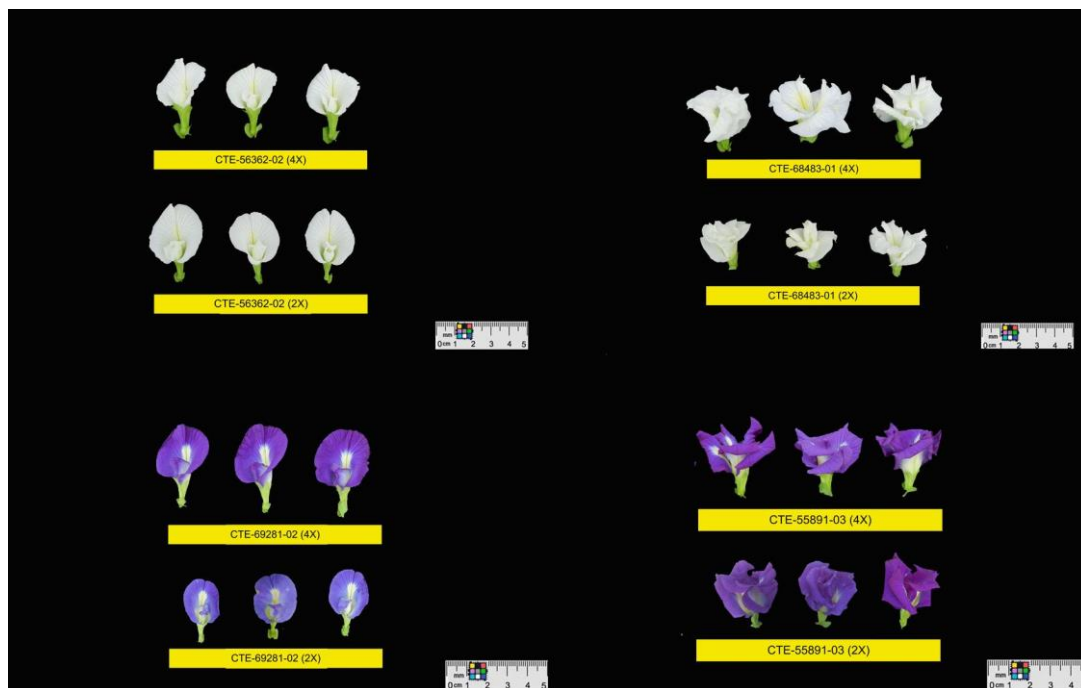 CTE-56362-02 (4X)
CTE-68483-01 (4X)
CTE-56362-02 (2X)
CTE-68483-01 (2X)
mm
0cm 1 2 3 4 5
mm
0cm 1 2 3 4 5
CTE-69281-02 (4X)
CTE-55891-03 (4X)
CTE-69281-02 (2X)
CTE-55891-03 (2X)
mm
0cm 1 2 3 4 5
mm
0cm 1 2 3 4